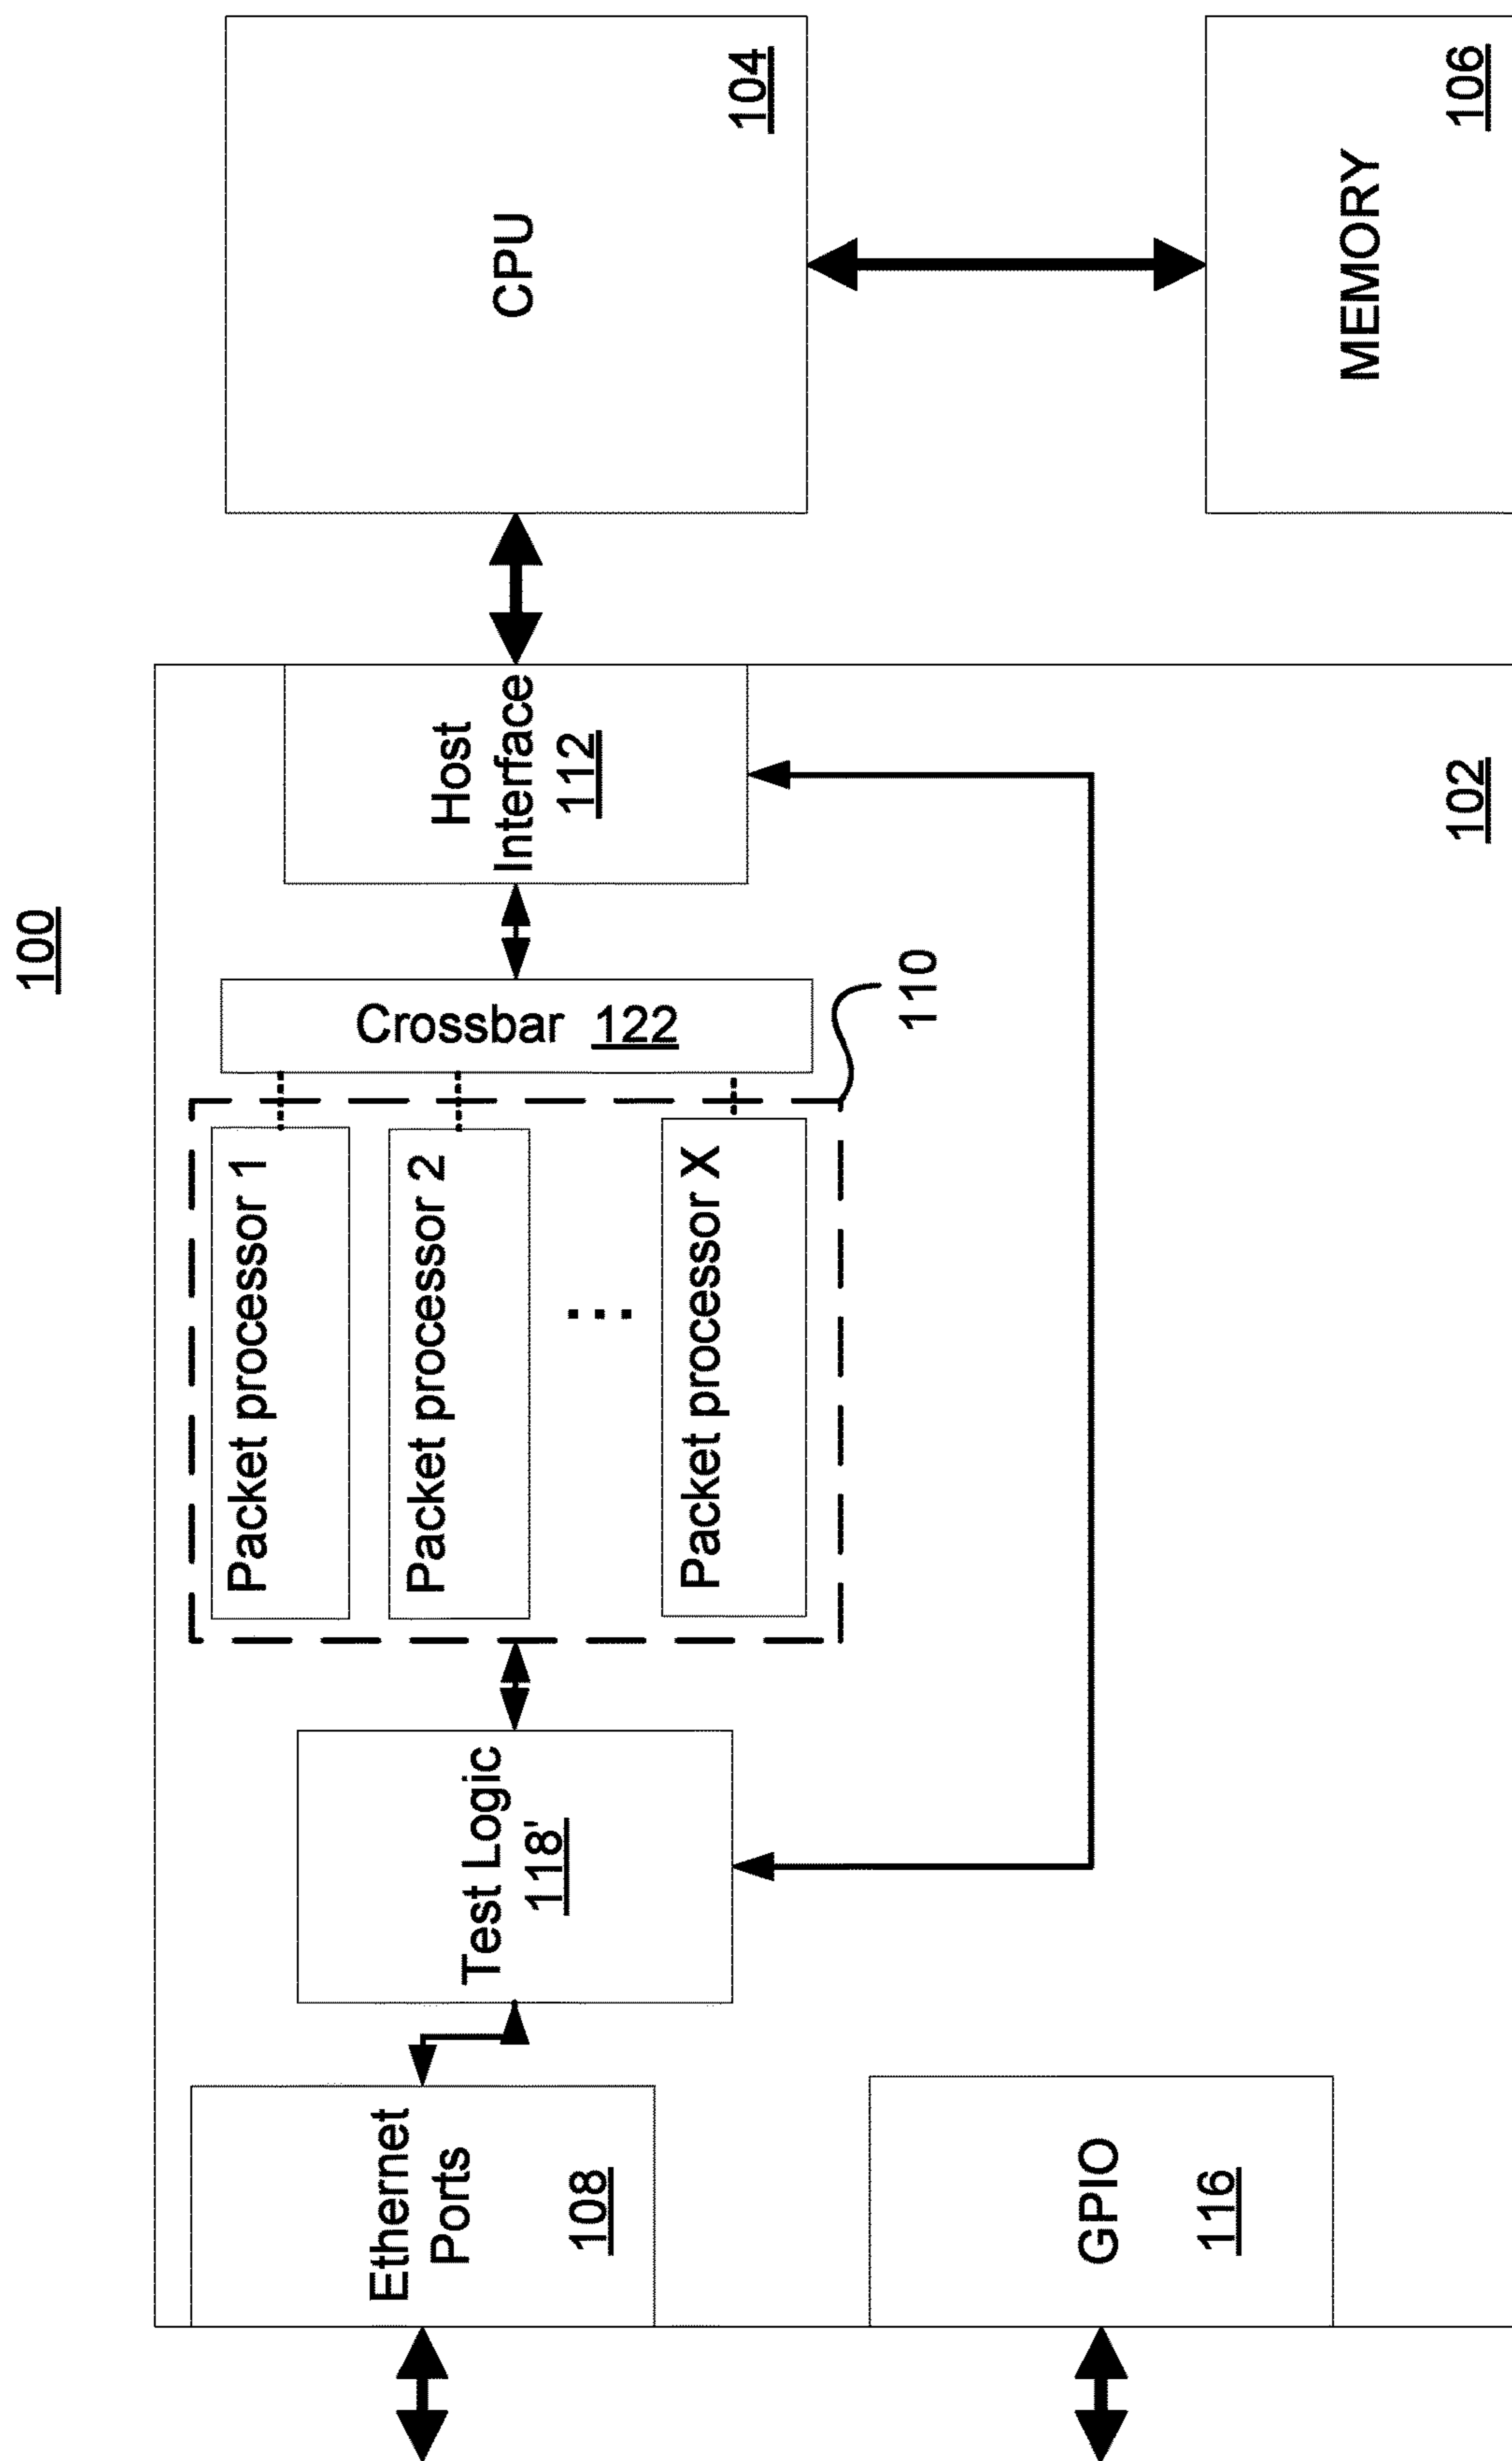 100
Ethernet
Ports
108
GPIO
116
Test Logic
118'
Packet processor 1
Packet processor 2
...
Packet processor X
110
Crossbar 122
Host
Interface
112
102
CPU
104
MEMORY
106